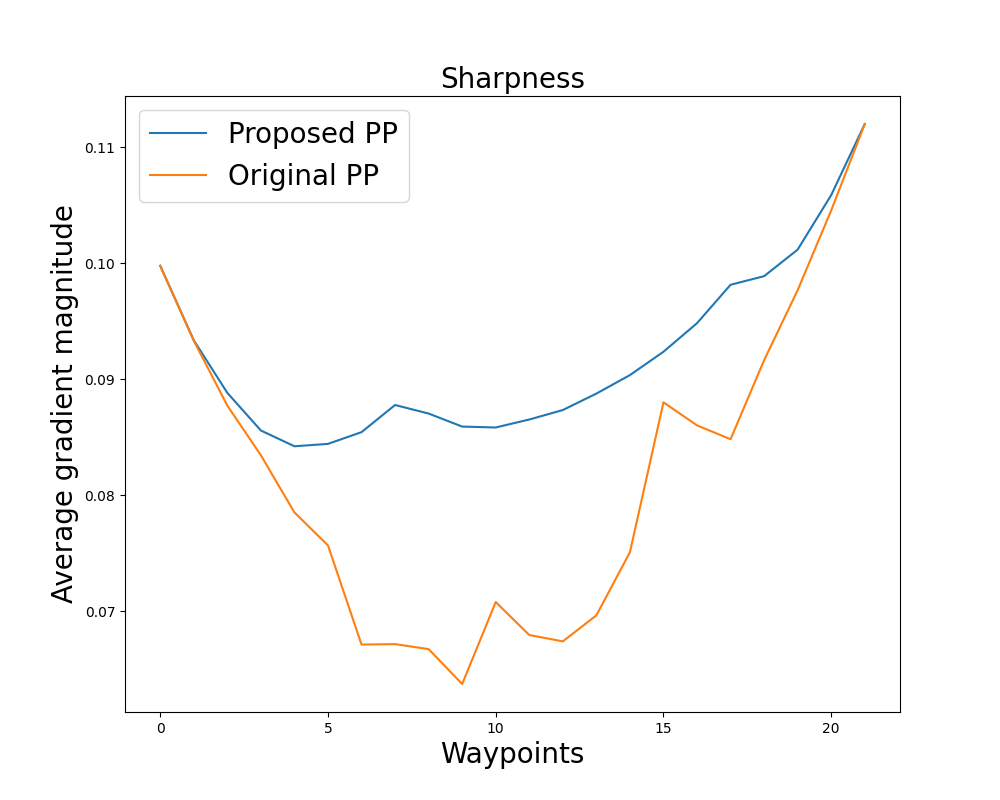 Sharpness
Proposed PP
Original PP
Average gradient magnitude
0.11
0.10
0.09
0.08
0.07
0
5
10
15
20
Waypoints